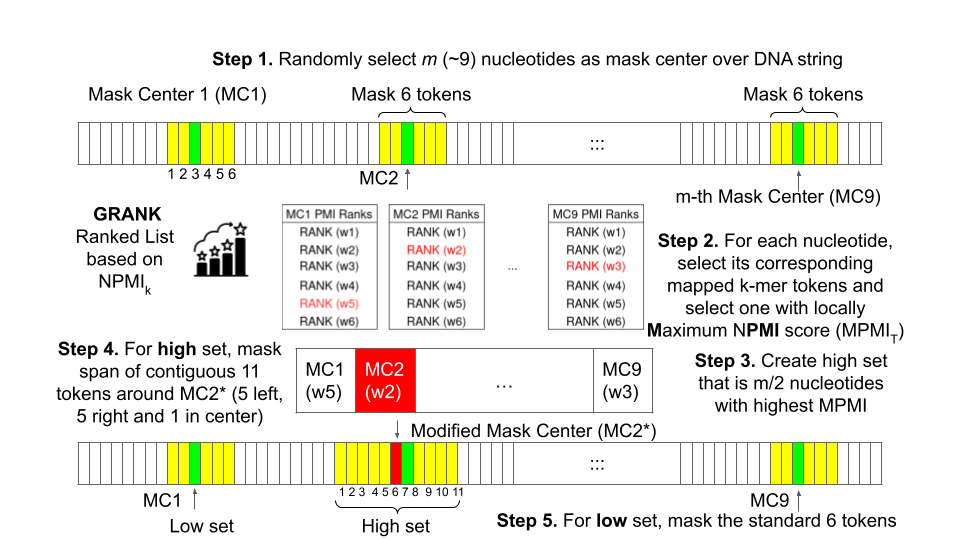 Step 1. Randomly select m (~9) nucleotides as mask center over DNA string
Mask Center 1 (MC1)
Mask 6 tokens
Mask 6 tokens
:::
1 2 3 4 5 6
MC2
m-th Mask Center (MC9)
GRANK
Ranked List
based on
NPMIk
MC1 PMI Ranks
RANK (w1)
RANK (w2)
RANK (w3)
RANK (w4)
RANK (w5)
RANK (w6)
MC2 PMI Ranks
RANK (w1)
RANK (w2)
RANK (w3)
RANK (w4)
RANK (w5)
RANK (w6)
...
MC9 PMI Ranks
RANK (w1)
RANK (w2)
RANK (w3)
RANK (w4)
RANK (w5)
RANK (w6)
Step 2. For each nucleotide,
select its corresponding
mapped k-mer tokens and
select one with locally
Maximum NPMI score (MPMIT)
Step 4. For high set, mask
span of contiguous 11
tokens around MC2* (5 left,
5 right and 1 in center)
MC1
(w5)
MC2
(w2)
...
MC9
(w3)
Step 3. Create high set
that is m/2 nucleotides
with highest MPMI
Modified Mask Center (MC2*)
:::
1 2 3 4 5 6 7 8 9 10 11
MC1
Low set
High set
MC9
Step 5. For low set, mask the standard 6 tokens